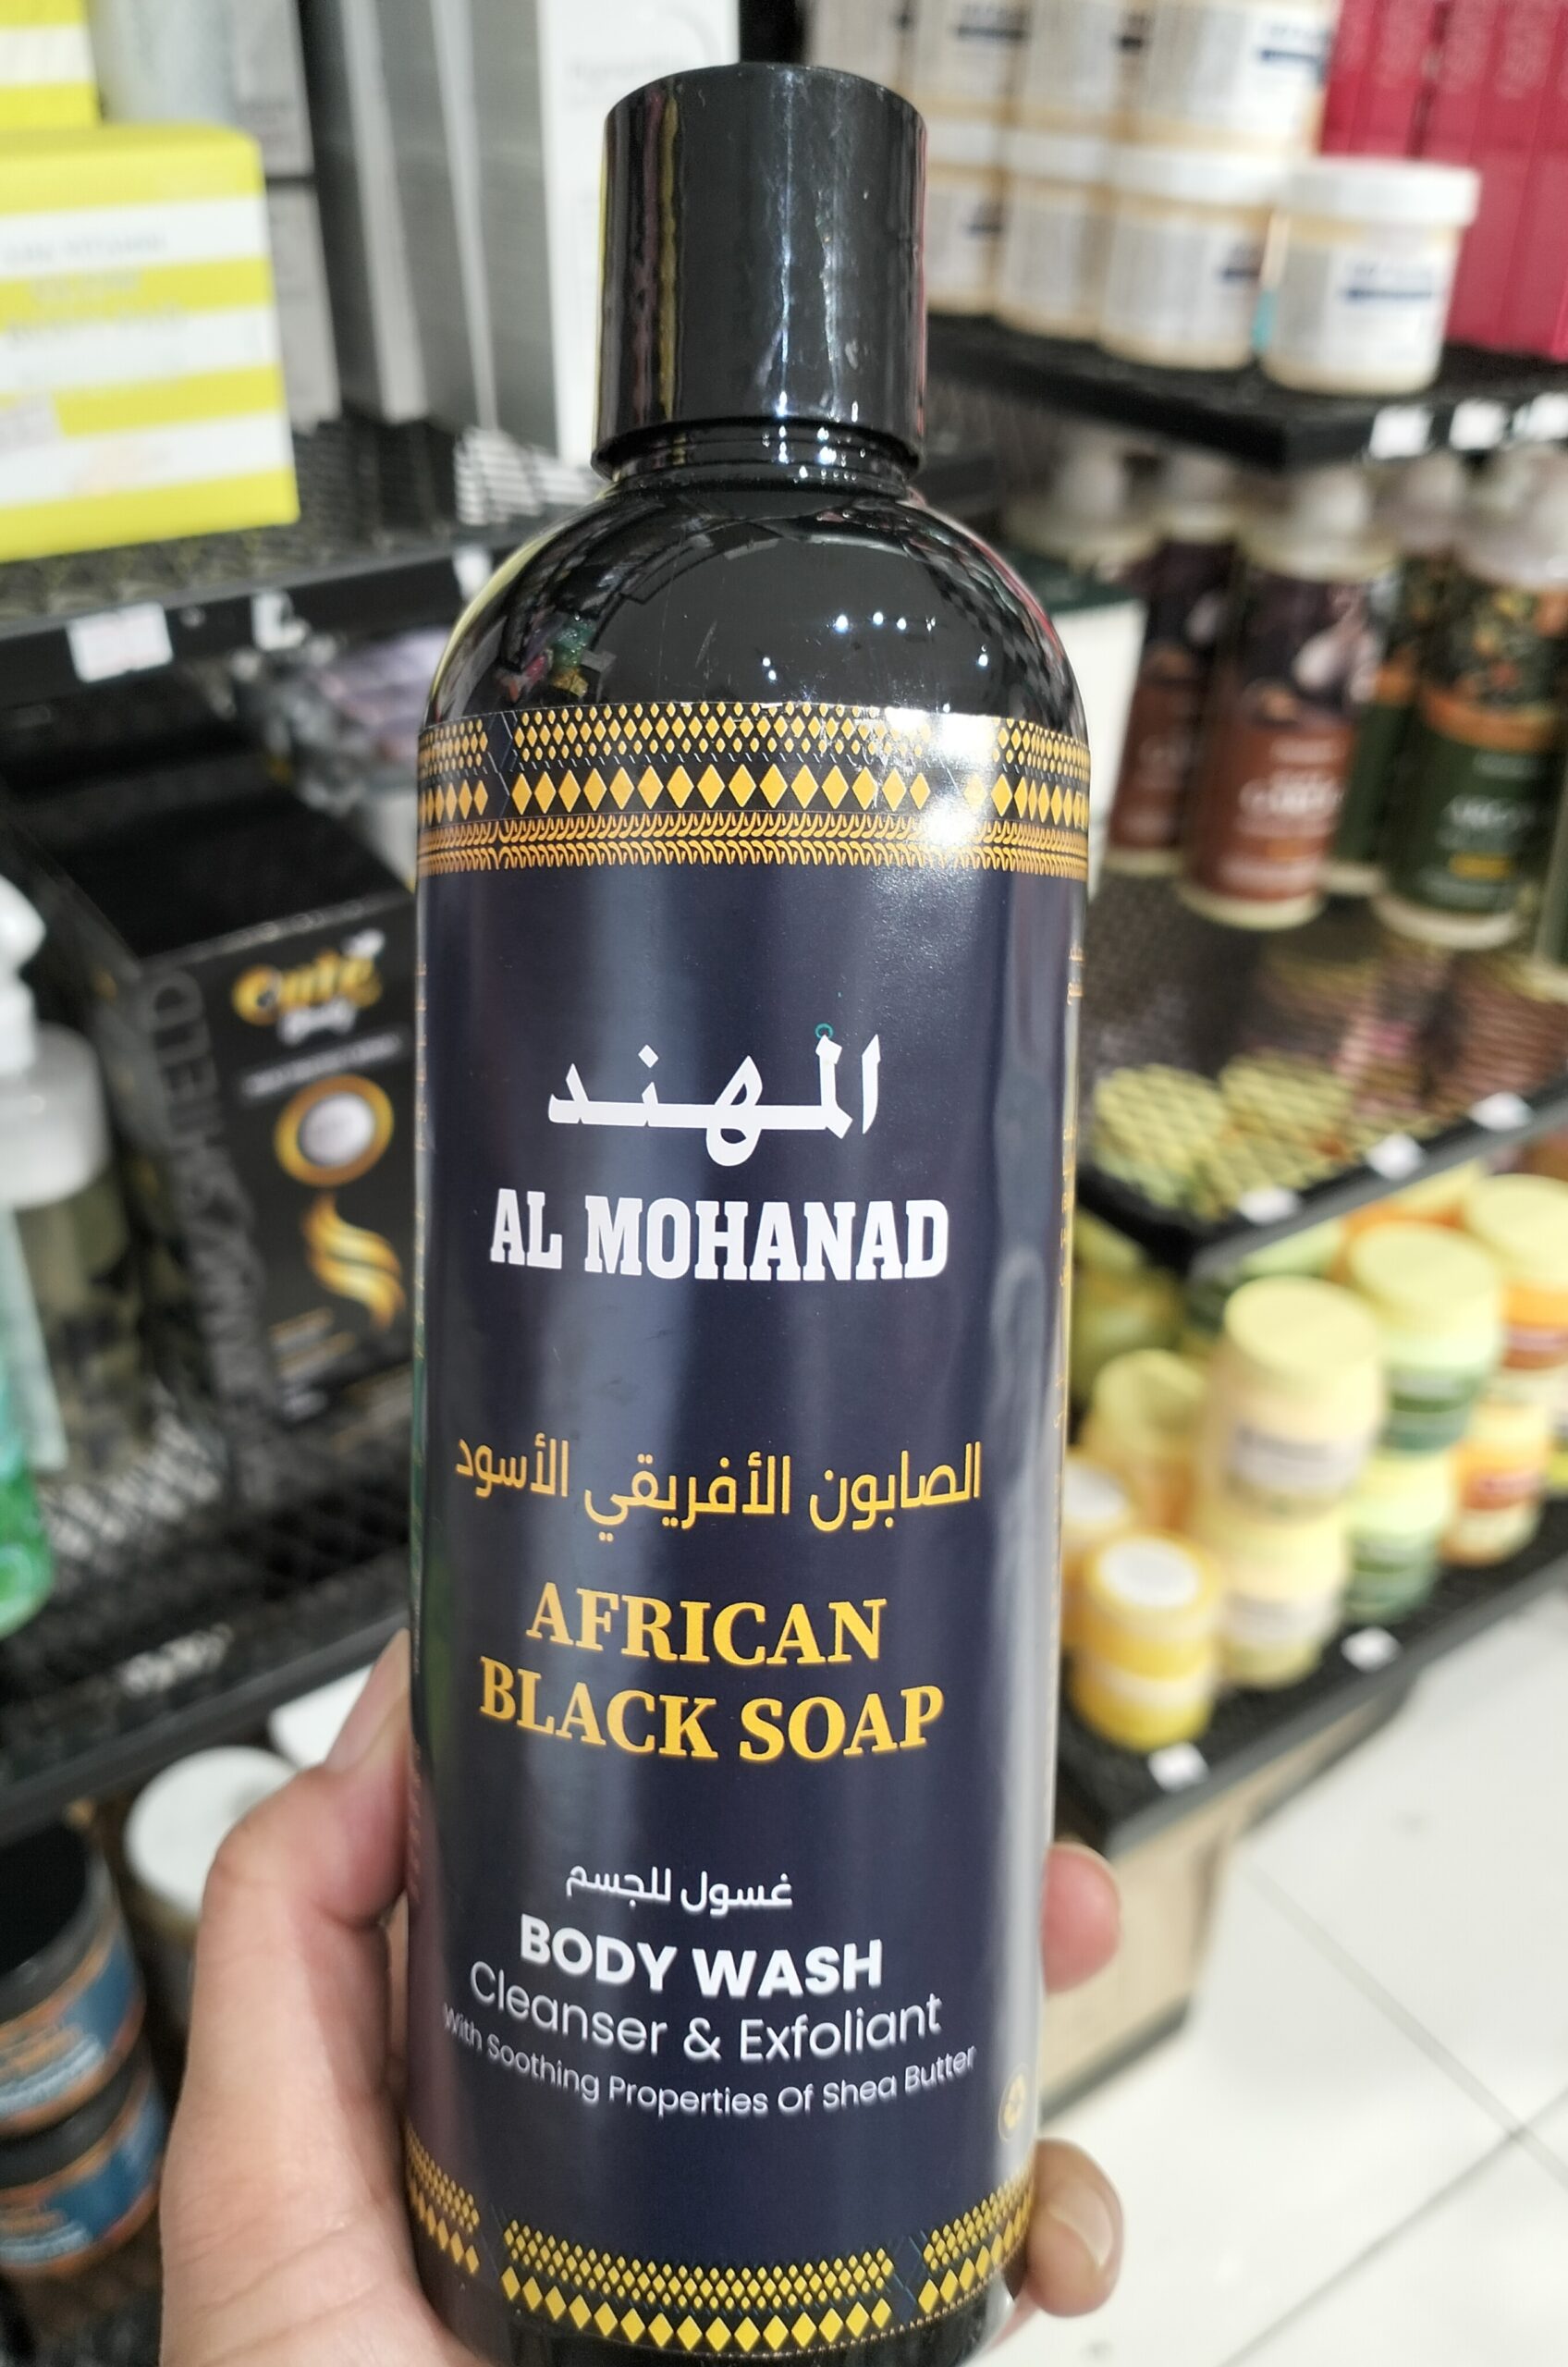 المهند
AL MOHANAD
الصابون الأفريقي الأسود
AFRICAN
BLACK SOAP
غسول للجسم
BODY WASH
Cleanser & Exfoliant
With Soothing Properties Of Shea Butter